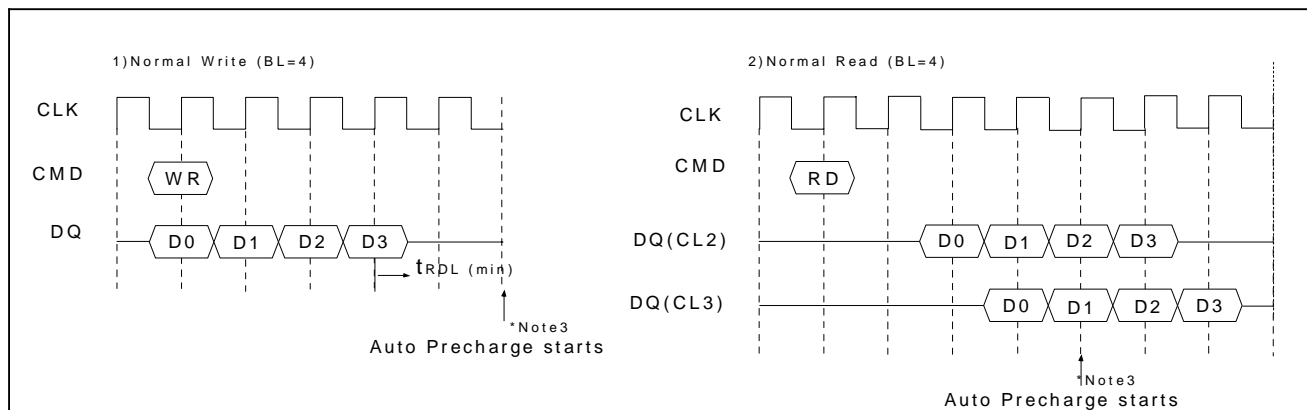 1)Normal Write (BL=4)
CLK
CMD
WR
DQ
D0 D1 D2 D3
tRDL (min)
*Note3
Auto Precharge starts
2)Normal Read (BL=4)
CLK
CMD
RD
DQ(CL2)
D0 D1 D2 D3
DQ(CL3)
D0 D1 D2 D3
*Note3
Auto Precharge starts